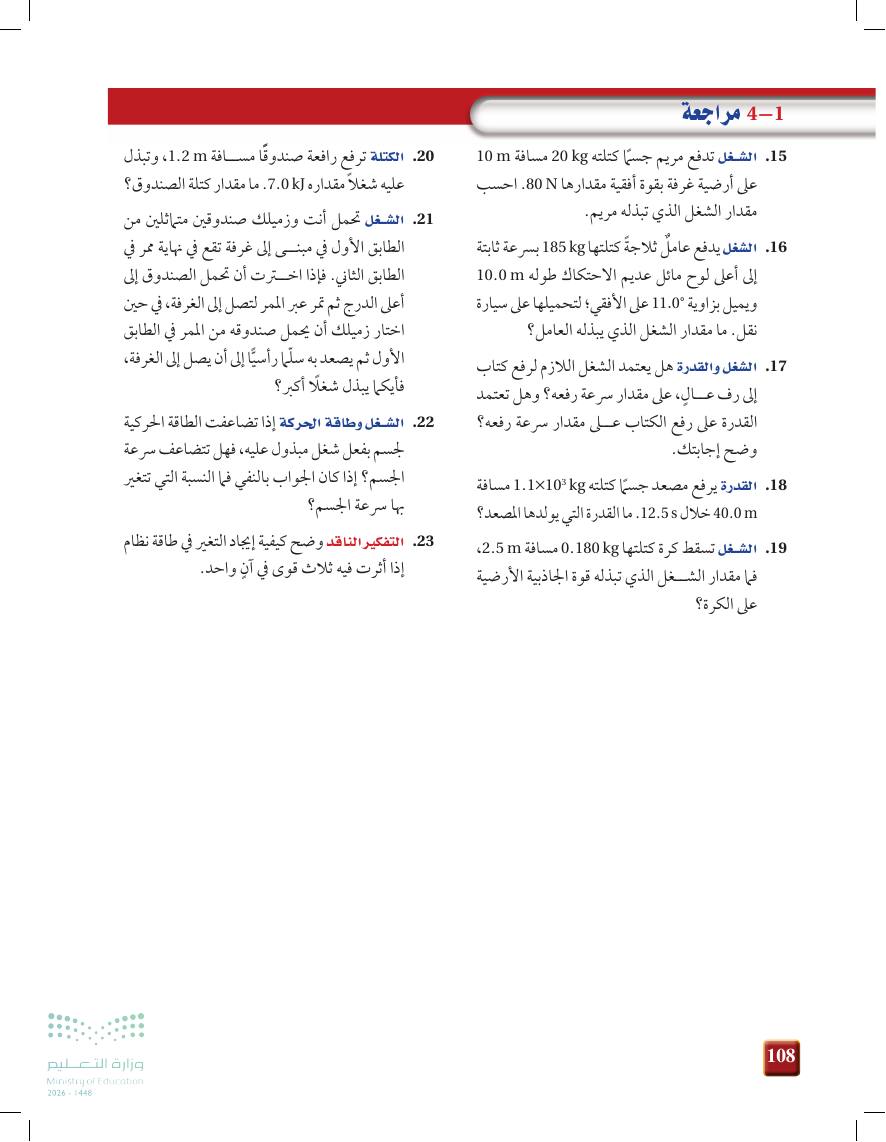 4–1 مراجعة
15. الشغل تدفع مريم جسمًا كتلته 20 kg مسافة 10 m
على أرضية غرفة بقوة أفقية مقدارها 80 N. احسب
مقدار الشغل الذي تبذله مريم.
16. الشغل يدفع عاملٌ ثلاجةً كتلتها 185 kg بسرعة ثابتة
إلى أعلى لوح مائل عديم الاحتكاك طوله 10.0 m
ويميل بزاوية °11.0 على الأفقي؛ لتحميلها على سيارة
نقل. ما مقدار الشغل الذي يبذله العامل؟
17. الشغل والقدرة هل يعتمد الشغل اللازم لرفع كتاب
إلى رف عـــالٍ، على مقدار سرعة رفعه؟ وهل تعتمد
القدرة على رفع الكتاب عـــلى مقدار سرعة رفعه؟
وضح إجابتك.
18. القدرة يرفع مصعد جسمًا كتلته 1.1×10³ kg مسافة
40.0 m خلال 12.5 s. ما القدرة التي يولدها المصعد؟
19. الشـغل تسقط كرة كتلتها 0.180 kg مسافة 2.5 m،
فما مقدار الشـــغل الذي تبذله قوة الجاذبية الأرضية
على الكرة؟
20. الكتلة ترفع رافعة صندوقًا مســـافة 1.2 m، وتبذل
عليه شغلاً مقداره 7.0 kJ. ما مقدار كتلة الصندوق؟
21. الشـغل تحمل أنت وزميلك صندوقين متماثلين من
الطابق الأول في مبنـــى إلى غرفة تقع في نهاية ممر في
الطابق الثاني. فإذا اخـــترت أن تحمل الصندوق إلى
أعلى الدرج ثم تمر عبر الممر لتصل إلى الغرفة، في حين
اختار زميلك أن يحمل صندوقه من الممر في الطابق
الأول ثم يصعد به سلّمًا رأسيًّا إلى أن يصل إلى الغرفة،
فأيكما يبذل شغلًا أكبر؟
22. الشـغل وطاقـة الحركة إذا تضاعفت الطاقة الحركية
لجسم بفعل شغل مبذول عليه، فهل تتضاعف سرعة
الجسم؟ إذا كان الجواب بالنفي فما النسبة التي تتغير
بها سرعة الجسم؟
23. التفكير الناقد وضح كيفية إيجاد التغير في طاقة نظام
إذا أثرت فيه ثلاث قوى في آنٍ واحد.
وزارة التعـــليم
Ministry of Education
2026 - 1448
108